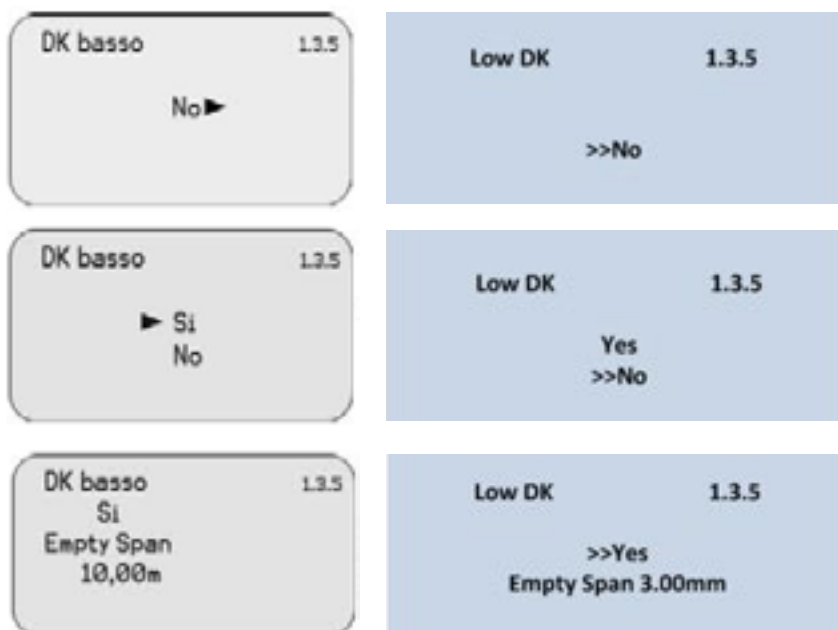 DK basso 1.3.5
No►
Low DK 1.3.5
>>No
DK basso 1.3.5
► Si
No
Low DK 1.3.5
Yes
>>No
DK basso 1.3.5
Si
Empty Span
10,00m
Low DK 1.3.5
>>Yes
Empty Span 3.00mm